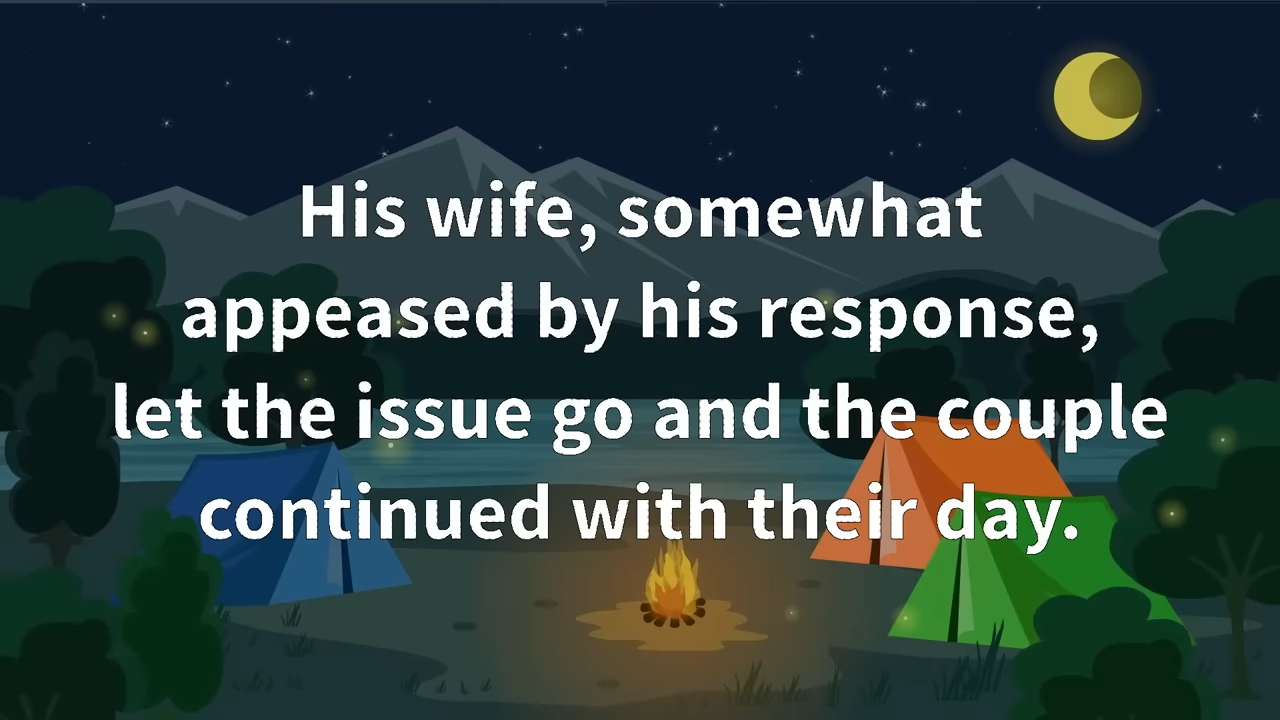 His wife, somewhat
appeased by his response,
let the issue go and the couple
continued with their day.